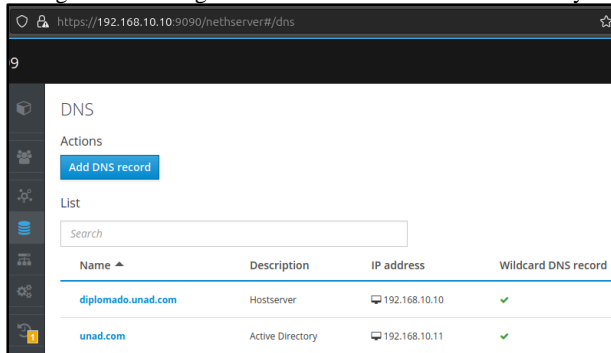 https://192.168.10.10:9090/nethserver#/dns
9
DNS
Actions
Add DNS record
List
Search
Name Description IP address Wildcard DNS record
diplomado.unad.com Hostserver 192.168.10.10
unad.com Active Directory 192.168.10.11
1